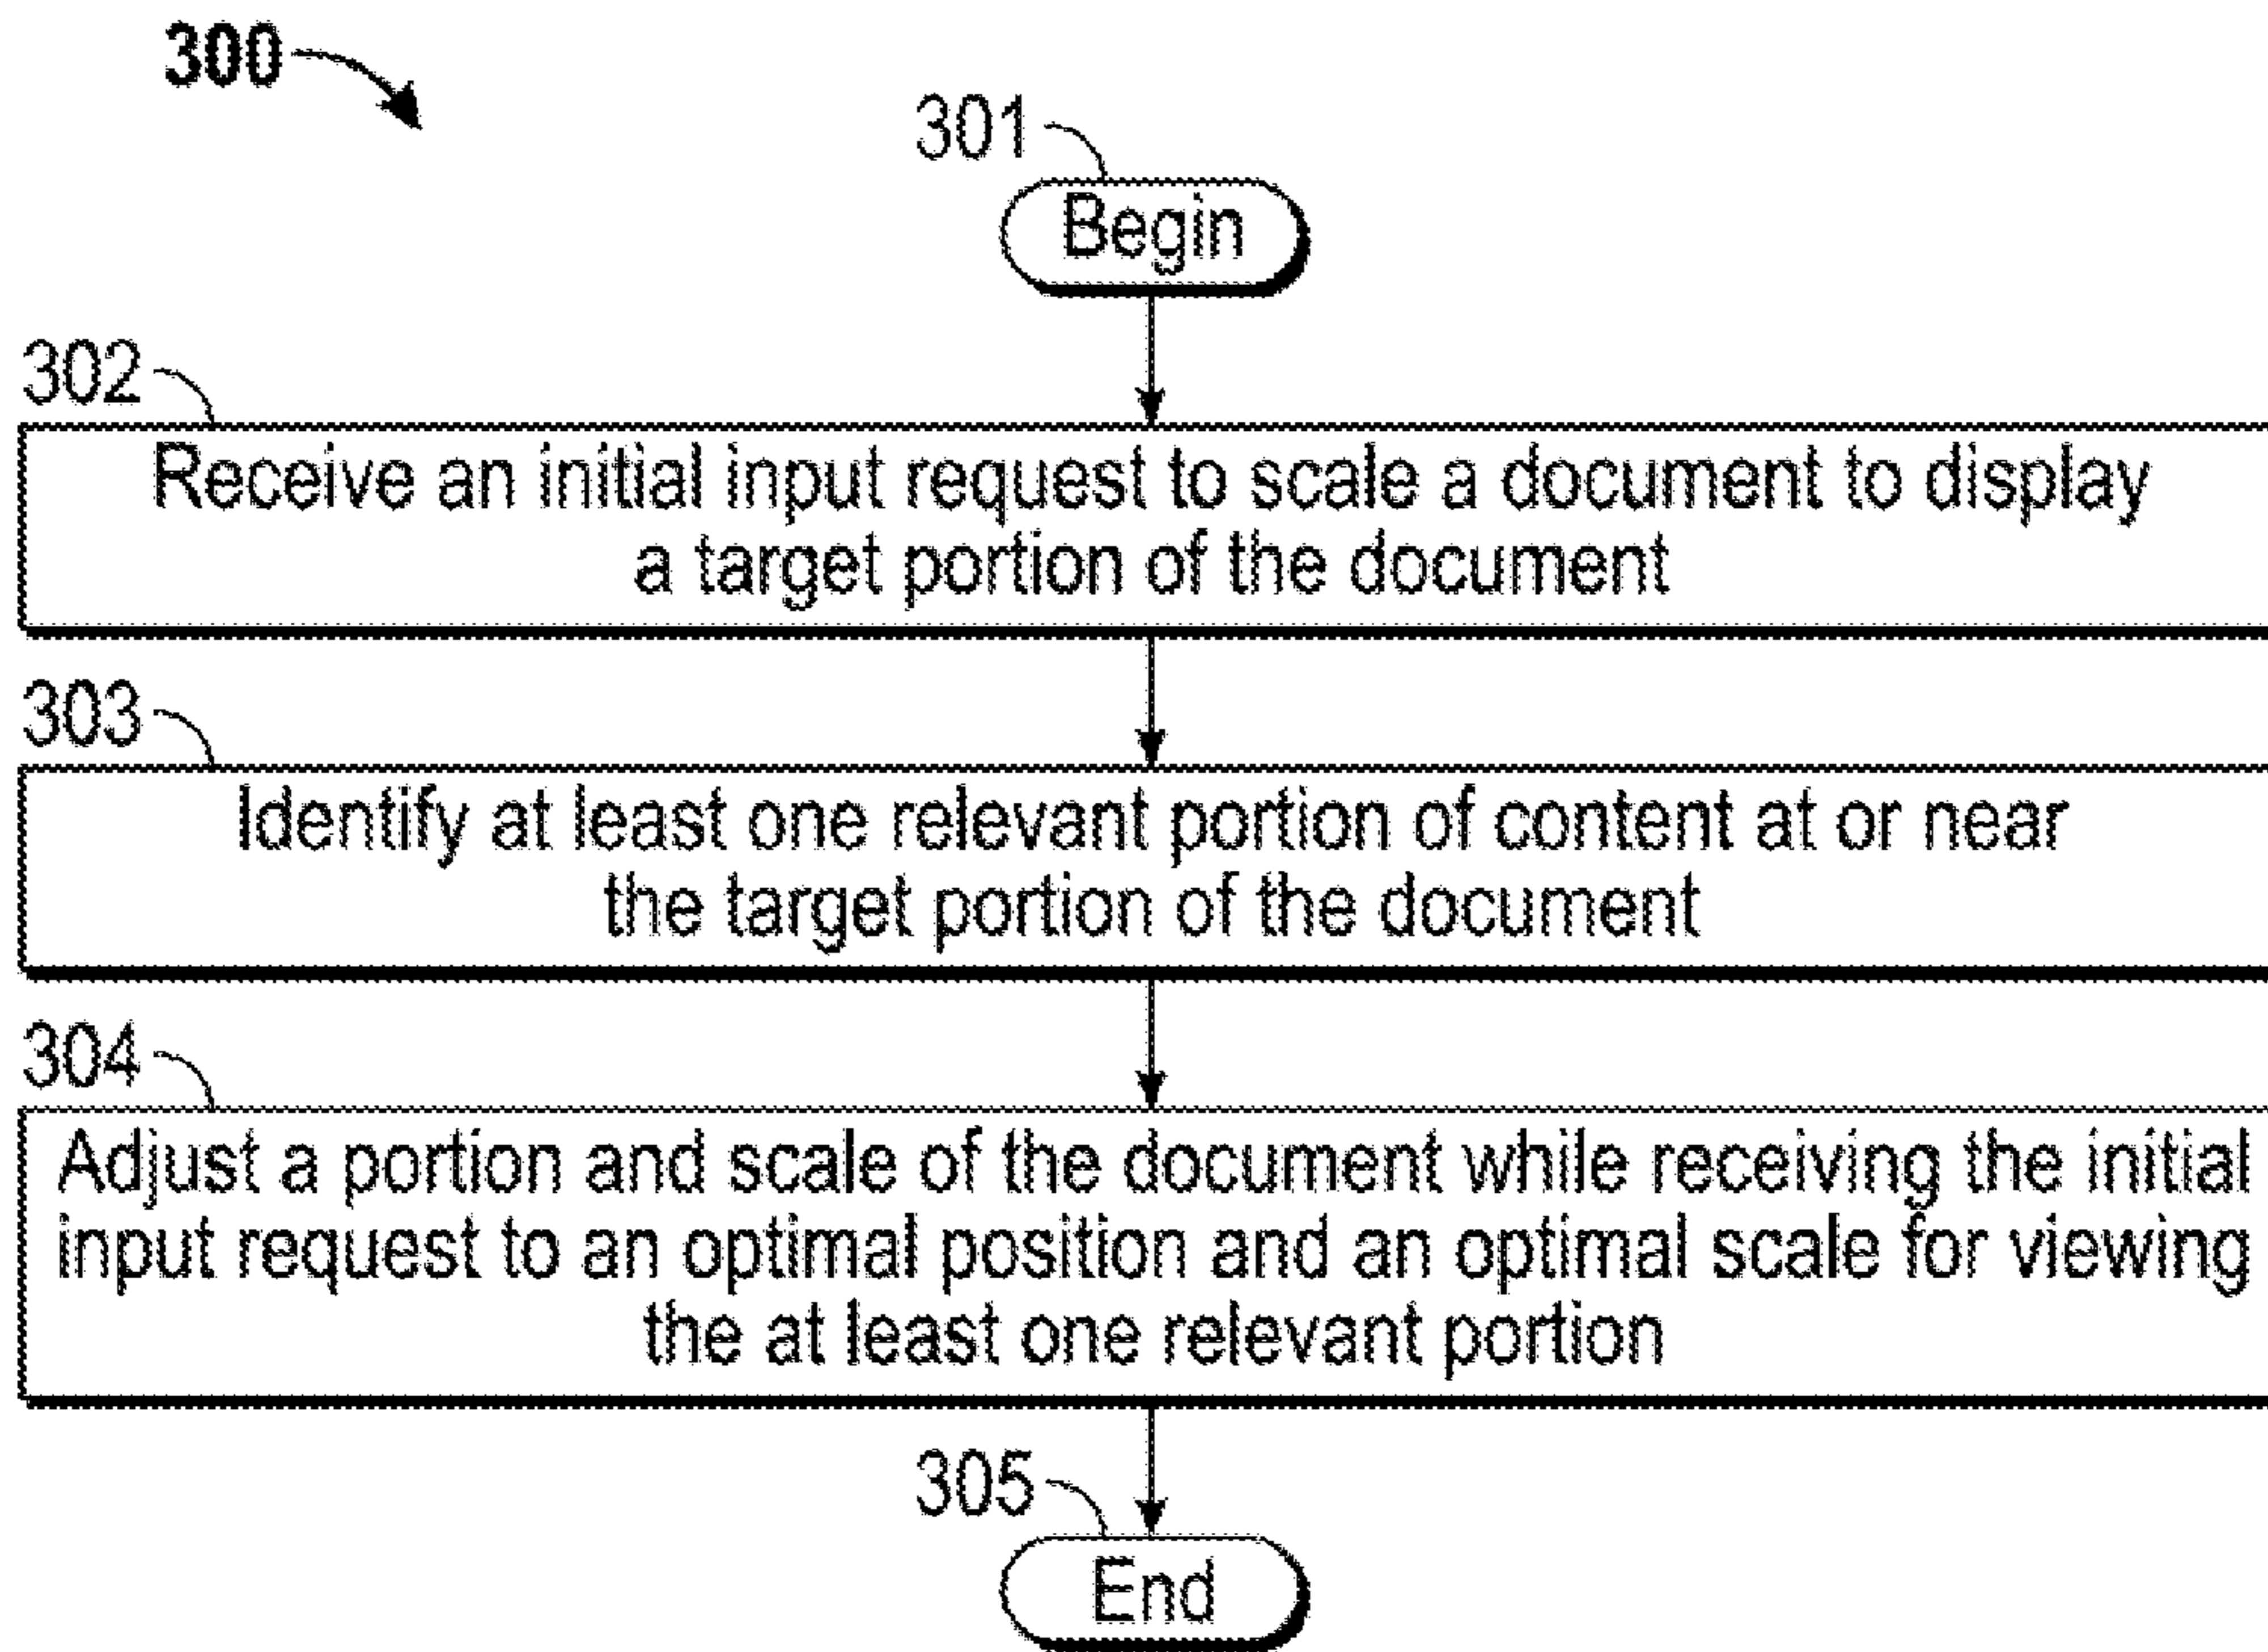 300
301
Begin
302
Receive an initial input request to scale a document to display
a target portion of the document
303
Identify at least one relevant portion of content at or near
the target portion of the document
304
Adjust a portion and scale of the document while receiving the initial
input request to an optimal position and an optimal scale for viewing
the at least one relevant portion
305
End